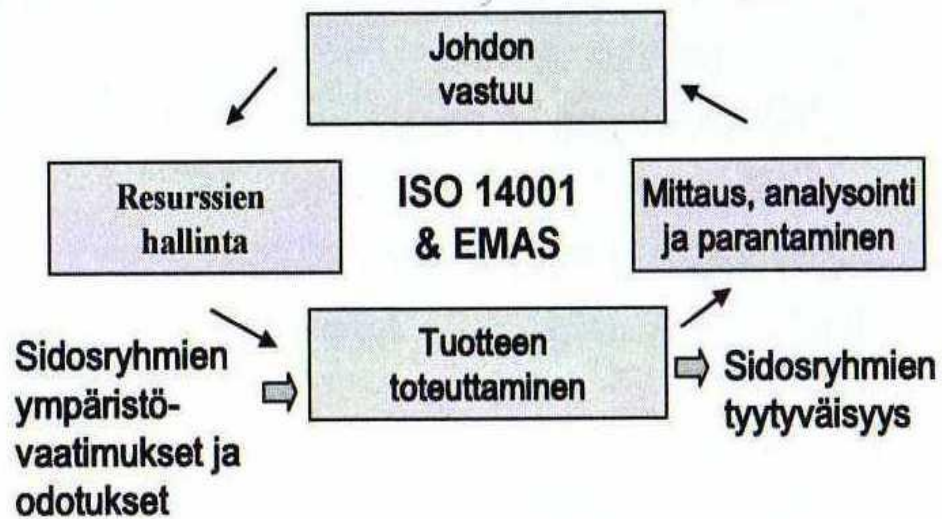 Johdon
vastuu
Resurssien
hallinta
ISO 14001
& EMAS
Mittaus, analysointi
ja parantaminen
Tuotteen
toteuttaminen
Sidosryhmien
ympäristö-
vaatimukset ja
odotukset
Sidosryhmien
tyytyväisyys